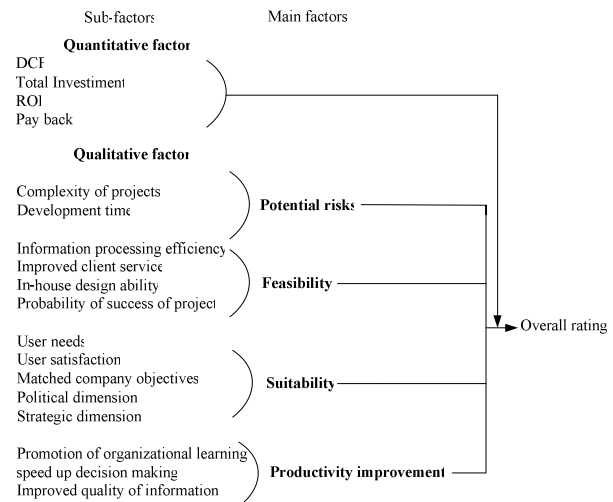 Sub-factors Main factors
Quantitative factor
DCF
Total Investiment
ROI
Pay back
Qualitative factor
Complexity of projects
Development time
Potential risks
Information processing efficiency
Improved client service
In-house design ability
Probability of success of project
Feasibility
Overall rating
User needs
User satisfaction
Matched company objectives
Political dimension
Strategic dimension
Suitability
Promotion of organizational learning
speed up decision making
Improved quality of information
Productivity improvement